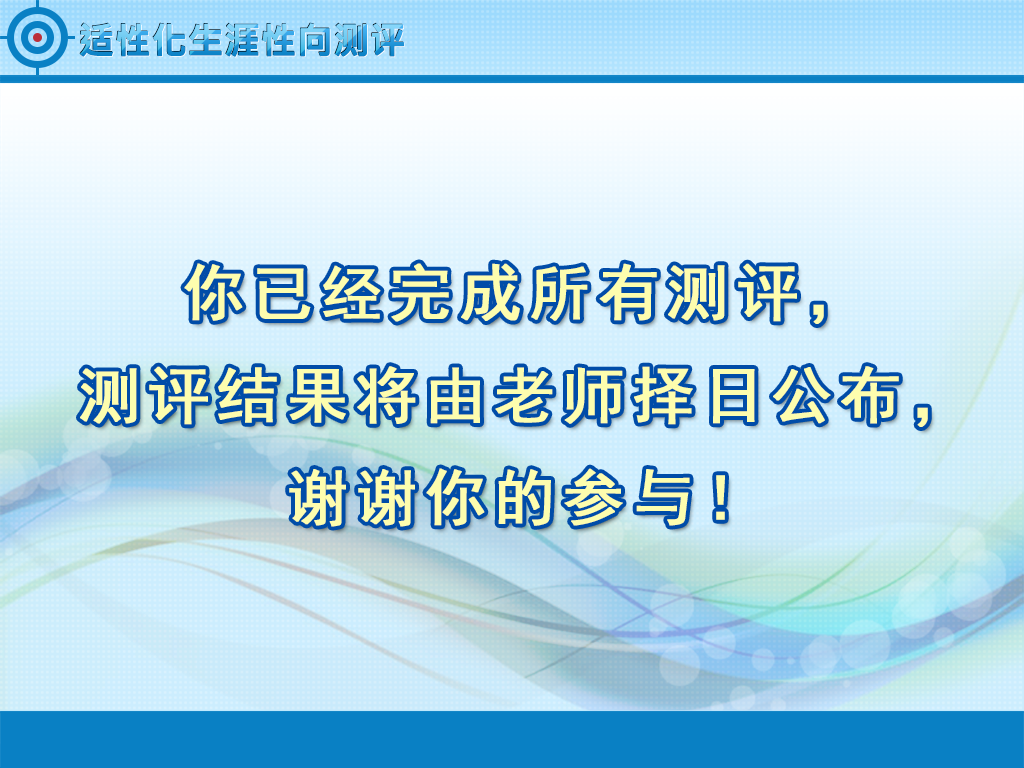 适性化生涯性向测评
你已经完成所有测评，
测评结果将由老师择日公布，
谢谢你的参与！